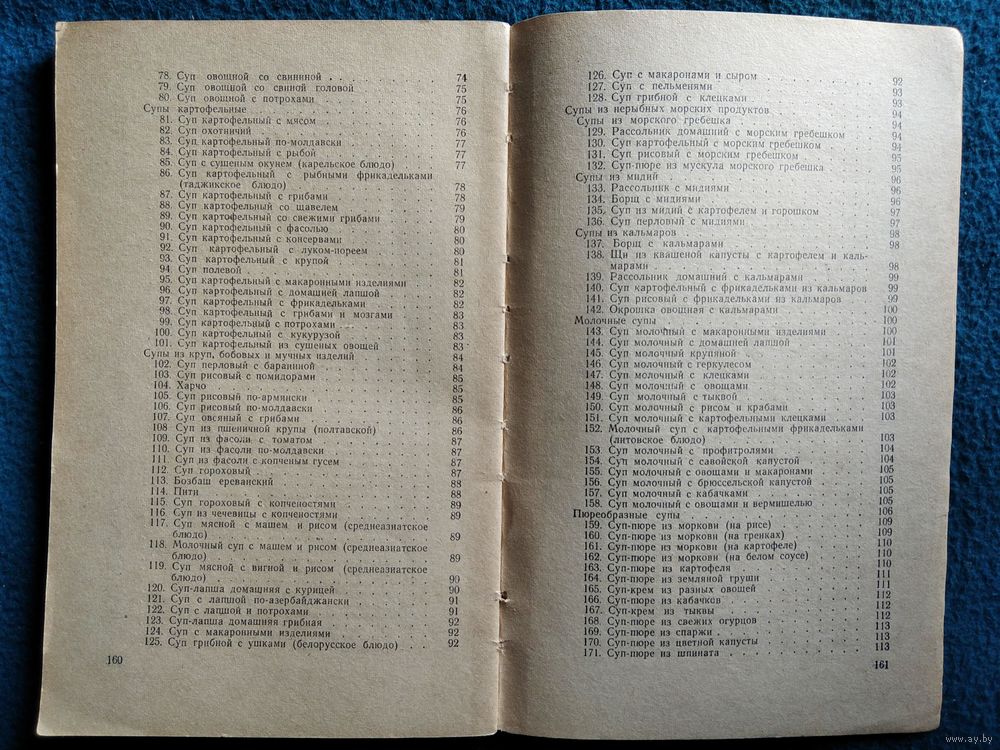 78. Суп овощной со свининой 74
79. Суп овощной со свиной головой 75
80. Суп овощной с потрохами 75
Супы картофельные 76
81. Суп картофельный с мясом 76
82. Суп охотничий 76
83. Суп картофельный по-молдавски 77
84. Суп картофельный с рыбой 77
85. Суп с сушеным окунем (карельское блюдо) 77
86. Суп картофельный с рыбными фрикадельками
(таджикское блюдо) 78
87. Суп картофельный с грибами 78
88. Суп картофельный со щавелем 79
89. Суп картофельный со свежими грибами 79
90. Суп картофельный с фасолью 80
91. Суп картофельный с консервами 80
92. Суп картофельный с луком-пореем 80
93. Суп картофельный с крупой 81
94. Суп полевой 81
95. Суп картофельный с макаронными изделиями 82
96. Суп картофельный с домашней лапшой 82
97. Суп картофельный с фрикадельками 82
98. Суп картофельный с грибами и мозгами 83
99. Суп картофельный с потрохами 83
100. Суп картофельный с кукурузой 83
101. Суп картофельный из сушеных овощей 83
Супы из круп, бобовых и мучных изделий 84
102. Суп перловый с бараниной 84
103. Суп рисовый с помидорами 85
104. Харчо 85
105. Суп рисовый по-армянски 85
106. Суп рисовый по-молдавски 86
107. Суп овсяный с грибами 86
108 Суп из пшеничной крупы (полтавской) 86
109. Суп из фасоли с томатом 87
110. Суп из фасоли по-молдавски 87
111. Суп из фасоли с копченым гусем 87
112. Суп гороховый 87
113. Бозбаш ереванский 88
114. Пити 88
115. Суп гороховый с копченостями 89
116. Суп из чечевицы с копченостями 89
117. Суп мясной с машем и рисом (среднеазиатское
блюдо) 89
118. Молочный суп с машем и рисом (среднеазиатское
блюдо) 89
119. Суп мясной с вигной и рисом (среднеазиатское
блюдо) 90
120. Суп-лапша домашняя с курицей 90
121. Суп с лапшой по-азербайджански 91
122. Суп с лапшой и потрохами 91
123. Суп-лапша домашняя грибная 92
124. Суп с макаронными изделиями 92
125. Суп грибной с ушками (белорусское блюдо) 92
160
126. Суп с макаронами и сыром 92
127. Суп с пельменями 93
128. Суп грибной с клецками 93
Супы из нерыбных морских продуктов 94
Супы из морского гребешка 94
129. Рассольник домашний с морским гребешком 94
130. Суп картофельный с морским гребешком 94
131. Суп рисовый с морским гребешком 95
132. Суп-пюре из мускула морского гребешка 95
Супы из мидий 96
133. Рассольник с мидиями 96
134. Борщ с мидиями 96
135. Суп из мидий с картофелем и горошком 97
136. Суп перловый с мидиями 97
Супы из кальмаров 98
137. Борщ с кальмарами 98
138. Щи из квашеной капусты с картофелем и каль-
марами 98
139. Рассольник домашний с кальмарами 99
140. Суп картофельный с фрикадельками из кальмаров 99
141. Суп рисовый с фрикадельками из кальмаров 99
142. Окрошка овощная с кальмарами 100
Молочные супы 100
143. Суп молочный с макаронными изделиями 100
144. Суп молочный с домашней лапшой 101
145. Суп молочный крупяной 101
146. Суп молочный с геркулесом 102
147. Суп молочный с клецками 102
148. Суп молочный с овощами 102
149. Суп молочный с тыквой 103
150. Суп молочный с рисом и крабами 103
151. Суп молочный с картофельными клецками 103
152. Молочный суп с картофельными фрикадельками
(литовское блюдо) 103
153. Суп молочный с профитролями 104
154. Суп молочный с савойской капустой 104
155. Суп молочный с овощами и макаронами 105
156. Суп молочный с брюссельской капустой 105
157. Суп молочный с кабачками 105
158. Суп молочный с овощами и вермишелью 105
Пюреобразные супы 106
159. Суп-пюре из моркови (на рисе) 109
160. Суп-пюре из моркови (на гренках) 109
161. Суп-пюре из моркови (на картофеле) 110
162. Суп-пюре из моркови (на белом соусе) 110
163. Суп-пюре из картофеля 110
164. Суп-пюре из земляной груши 111
165. Суп-крем из разных овощей 111
166. Суп-пюре из кабачков 112
167. Суп-крем из тыквы 112
168. Суп-пюре из свежих огурцов 112
169. Суп-пюре из спаржи 113
170. Суп-пюре из цветной капусты 113
171. Суп-пюре из шпината 113
161
www.ay.by